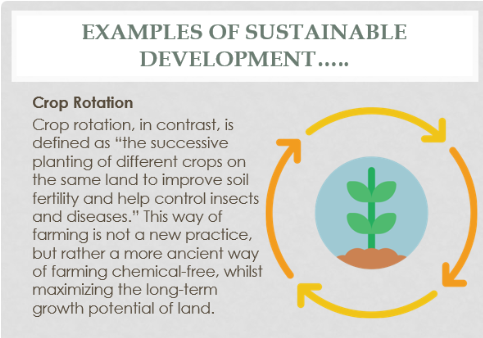 EXAMPLES OF SUSTAINABLE
DEVELOPMENT…..
Crop Rotation
Crop rotation, in contrast, is
defined as “the successive
planting of different crops on
the same land to improve soil
fertility and help control insects
and diseases.” This way of
farming is not a new practice,
but rather a more ancient way
of farming chemical-free, whilst
maximizing the long-term
growth potential of land.